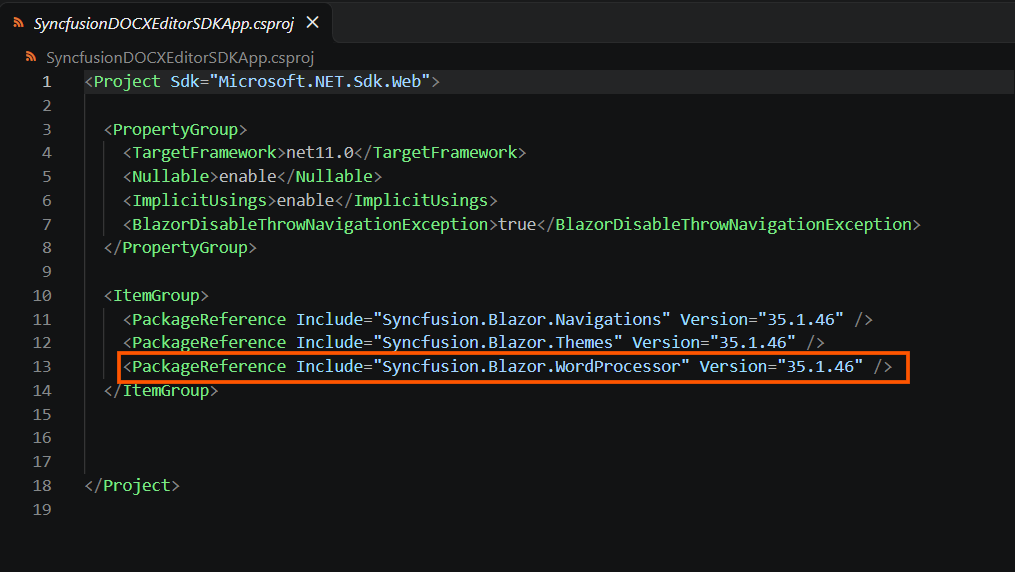 SyncfusionDOCXEditorSDKApp.csproj
SyncfusionDOCXEditorSDKApp.csproj
1 <Project Sdk="Microsoft.NET.Sdk.Web">
2
3 <PropertyGroup>
4 <TargetFramework>net11.0</TargetFramework>
5 <Nullable>enable</Nullable>
6 <ImplicitUsings>enable</ImplicitUsings>
7 <BlazorDisableThrowNavigationException>true</BlazorDisableThrowNavigationException>
8 </PropertyGroup>
9
10 <ItemGroup>
11 <PackageReference Include="Syncfusion.Blazor.Navigations" Version="35.1.46" />
12 <PackageReference Include="Syncfusion.Blazor.Themes" Version="35.1.46" />
13 <PackageReference Include="Syncfusion.Blazor.WordProcessor" Version="35.1.46" />
14 </ItemGroup>
15
16
17
18 </Project>
19